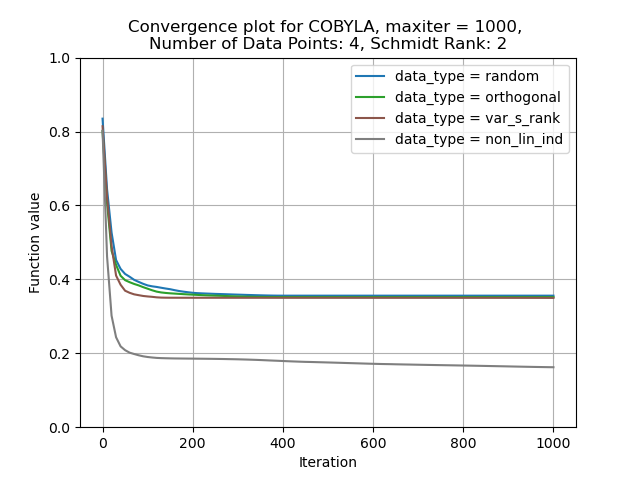 Convergence plot for COBYLA, maxiter = 1000,
Number of Data Points: 4, Schmidt Rank: 2
1.0
0.8
0.6
0.4
0.2
0.0
Function value
data_type = random
data_type = orthogonal
data_type = var_s_rank
data_type = non_lin_ind
0 200 400 600 800 1000
Iteration